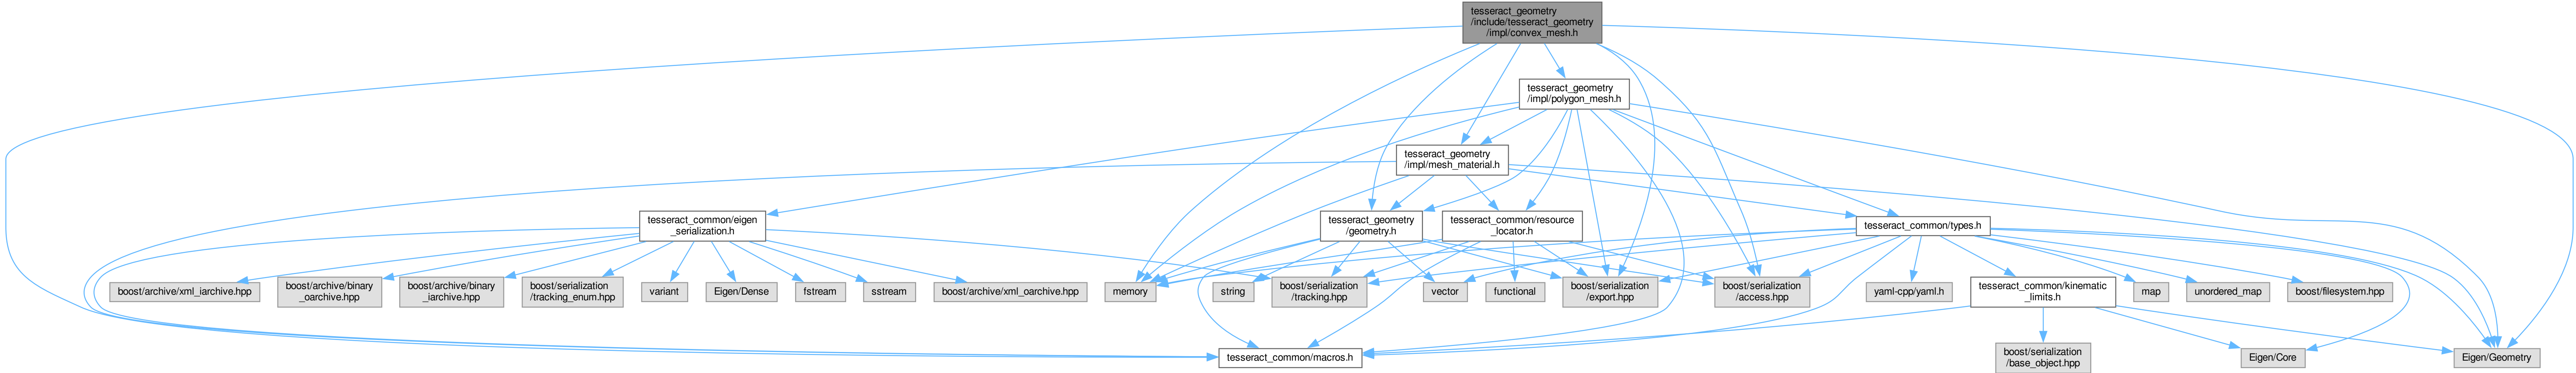 tesseract_geometry
/include/tesseract_geometry
/impl/convex_mesh.h
tesseract_geometry
/impl/polygon_mesh.h
tesseract_geometry
/impl/mesh_material.h
tesseract_common/eigen
_serialization.h
tesseract_geometry
/geometry.h
tesseract_common/resource
_locator.h
tesseract_common/types.h
boost/archive/xml_iarchive.hpp
boost/archive/binary
_oarchive.hpp
boost/archive/binary
_iarchive.hpp
boost/serialization
/tracking_enum.hpp
variant
Eigen/Dense
fstream
sstream
boost/archive/xml_oarchive.hpp
memory
string
boost/serialization
/tracking.hpp
vector
functional
boost/serialization
/export.hpp
boost/serialization
/access.hpp
yaml-cpp/yaml.h
tesseract_common/kinematic
_limits.h
map
unordered_map
boost/filesystem.hpp
tesseract_common/macros.h
boost/serialization
/base_object.hpp
Eigen/Core
Eigen/Geometry